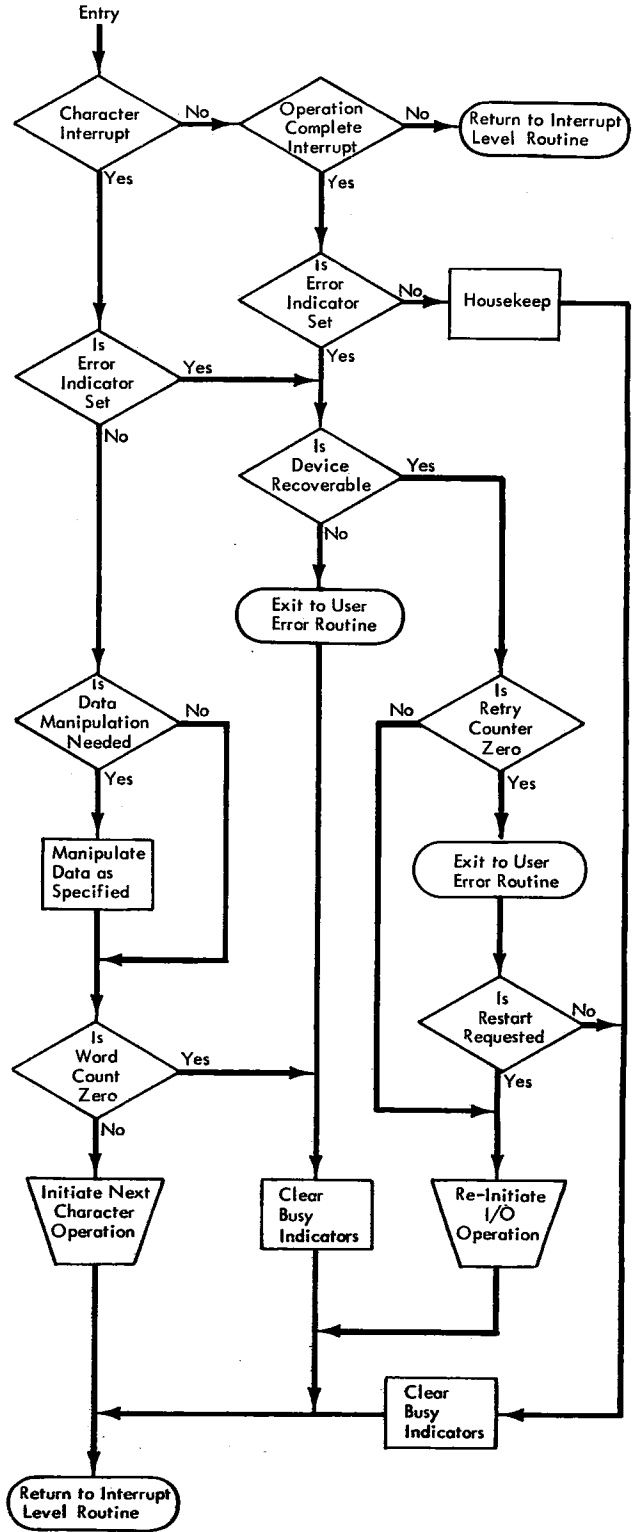 Entry
Character
Interrupt
No
Operation
Complete
Interrupt
No
Return to Interrupt
Level Routine
Yes
Yes
Is
Error
Indicator
Set
No
Housekeep
Yes
Is
Error
Indicator
Set
Yes
No
Is
Device
Recoverable
Yes
No
Exit to User
Error Routine
Is
Data
Manipulation
Needed
No
Yes
Is
Retry
Counter
Zero
No
Yes
Manipulate
Data as
Specified
Exit to User
Error Routine
Is
Restart
Requested
No
Yes
Is
Word
Count
Zero
Yes
No
Initiate Next
Character
Operation
Clear
Busy
Indicators
Re-Initiate
I/O
Operation
Clear
Busy
Indicators
Return to Interrupt
Level Routine